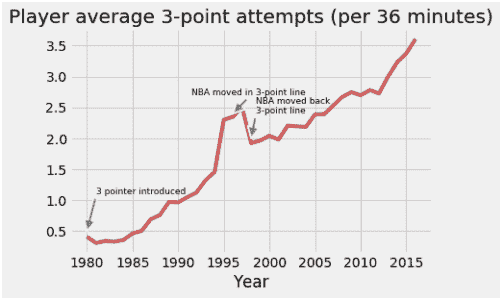 Player average 3-point attempts (per 36 minutes)
3.5
3.0
2.5
2.0
1.5
1.0
0.5
NBA moved in 3-point line
NBA moved back
3-point line
3 pointer introduced
1980 1985 1990 1995 2000 2005 2010 2015
Year